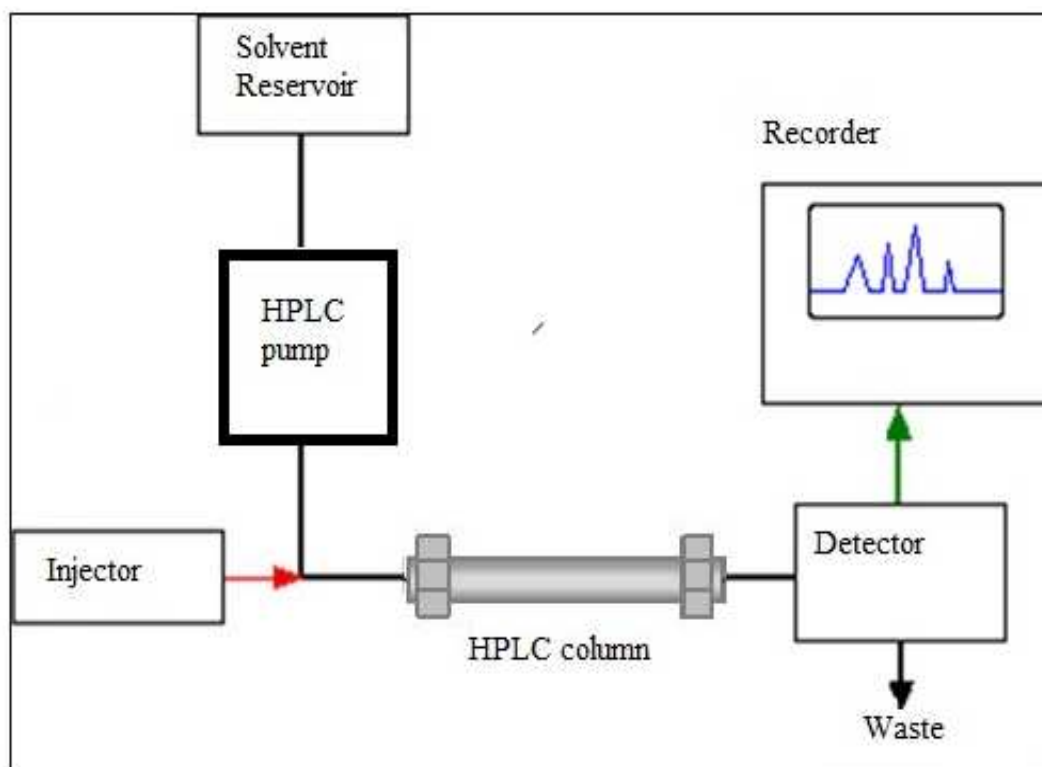 Solvent
Reservoir
Recorder
HPLC
pump
Injector
Detector
HPLC column
Waste